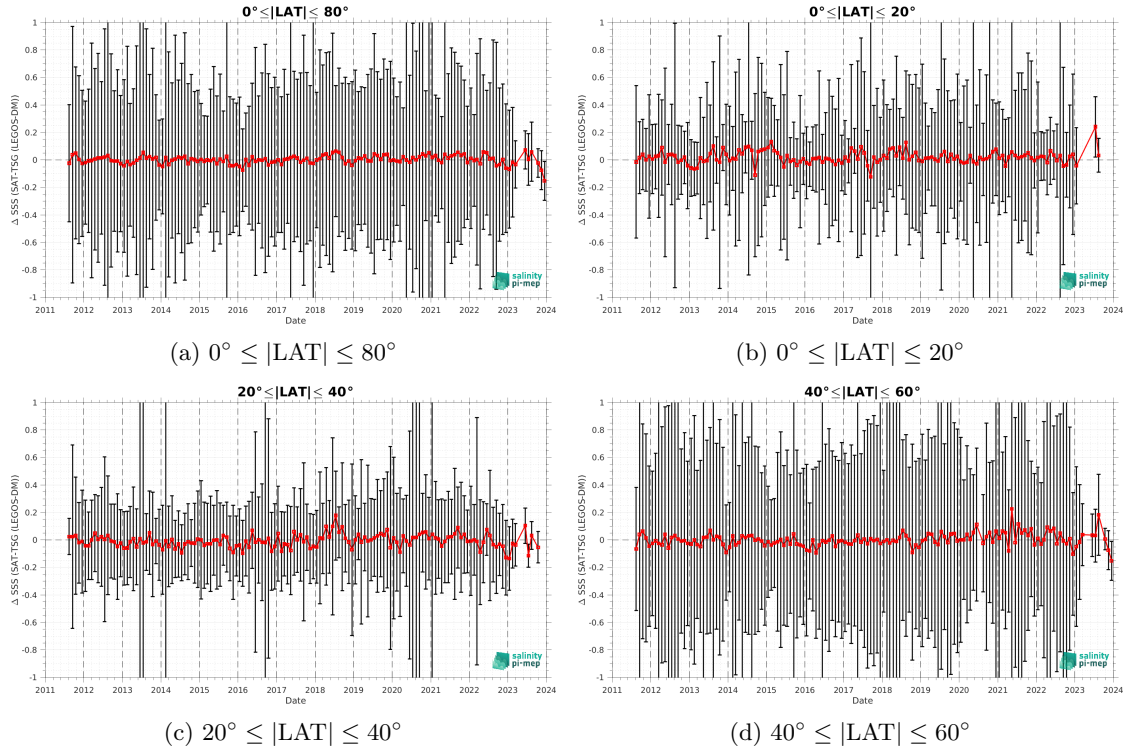 0°≤|LAT|≤ 80°
Δ SSS (SAT-TSG (LEGOS-DM))
1
0.8
0.6
0.4
0.2
0
-0.2
-0.4
-0.6
-0.8
-1
salinity
pi-mep
2011 2012 2013 2014 2015 2016 2017 2018 2019 2020 2021 2022 2023 2024
Date
(a) 0° ≤ |LAT| ≤ 80°
0°≤|LAT|≤ 20°
Δ SSS (SAT-TSG (LEGOS-DM))
1
0.8
0.6
0.4
0.2
0
-0.2
-0.4
-0.6
-0.8
-1
salinity
pi-mep
2011 2012 2013 2014 2015 2016 2017 2018 2019 2020 2021 2022 2023 2024
Date
(b) 0° ≤ |LAT| ≤ 20°
20°≤|LAT|≤ 40°
Δ SSS (SAT-TSG (LEGOS-DM))
1
0.8
0.6
0.4
0.2
0
-0.2
-0.4
-0.6
-0.8
-1
salinity
pi-mep
2011 2012 2013 2014 2015 2016 2017 2018 2019 2020 2021 2022 2023 2024
Date
(c) 20° ≤ |LAT| ≤ 40°
40°≤|LAT|≤ 60°
Δ SSS (SAT-TSG (LEGOS-DM))
1
0.8
0.6
0.4
0.2
0
-0.2
-0.4
-0.6
-0.8
-1
salinity
pi-mep
2011 2012 2013 2014 2015 2016 2017 2018 2019 2020 2021 2022 2023 2024
Date
(d) 40° ≤ |LAT| ≤ 60°